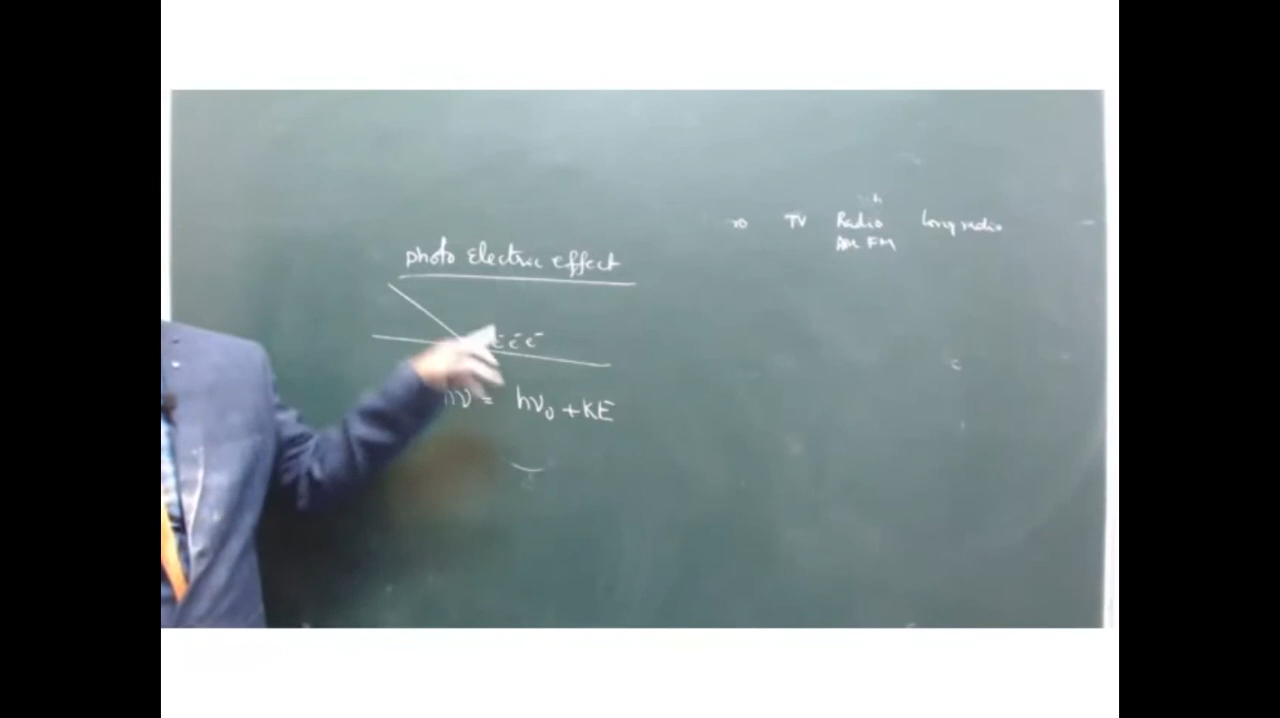 TV Radio Long radio
AM FM
photo electric effect
e⁻ e⁻ e⁻
hν = hν₀ + KE